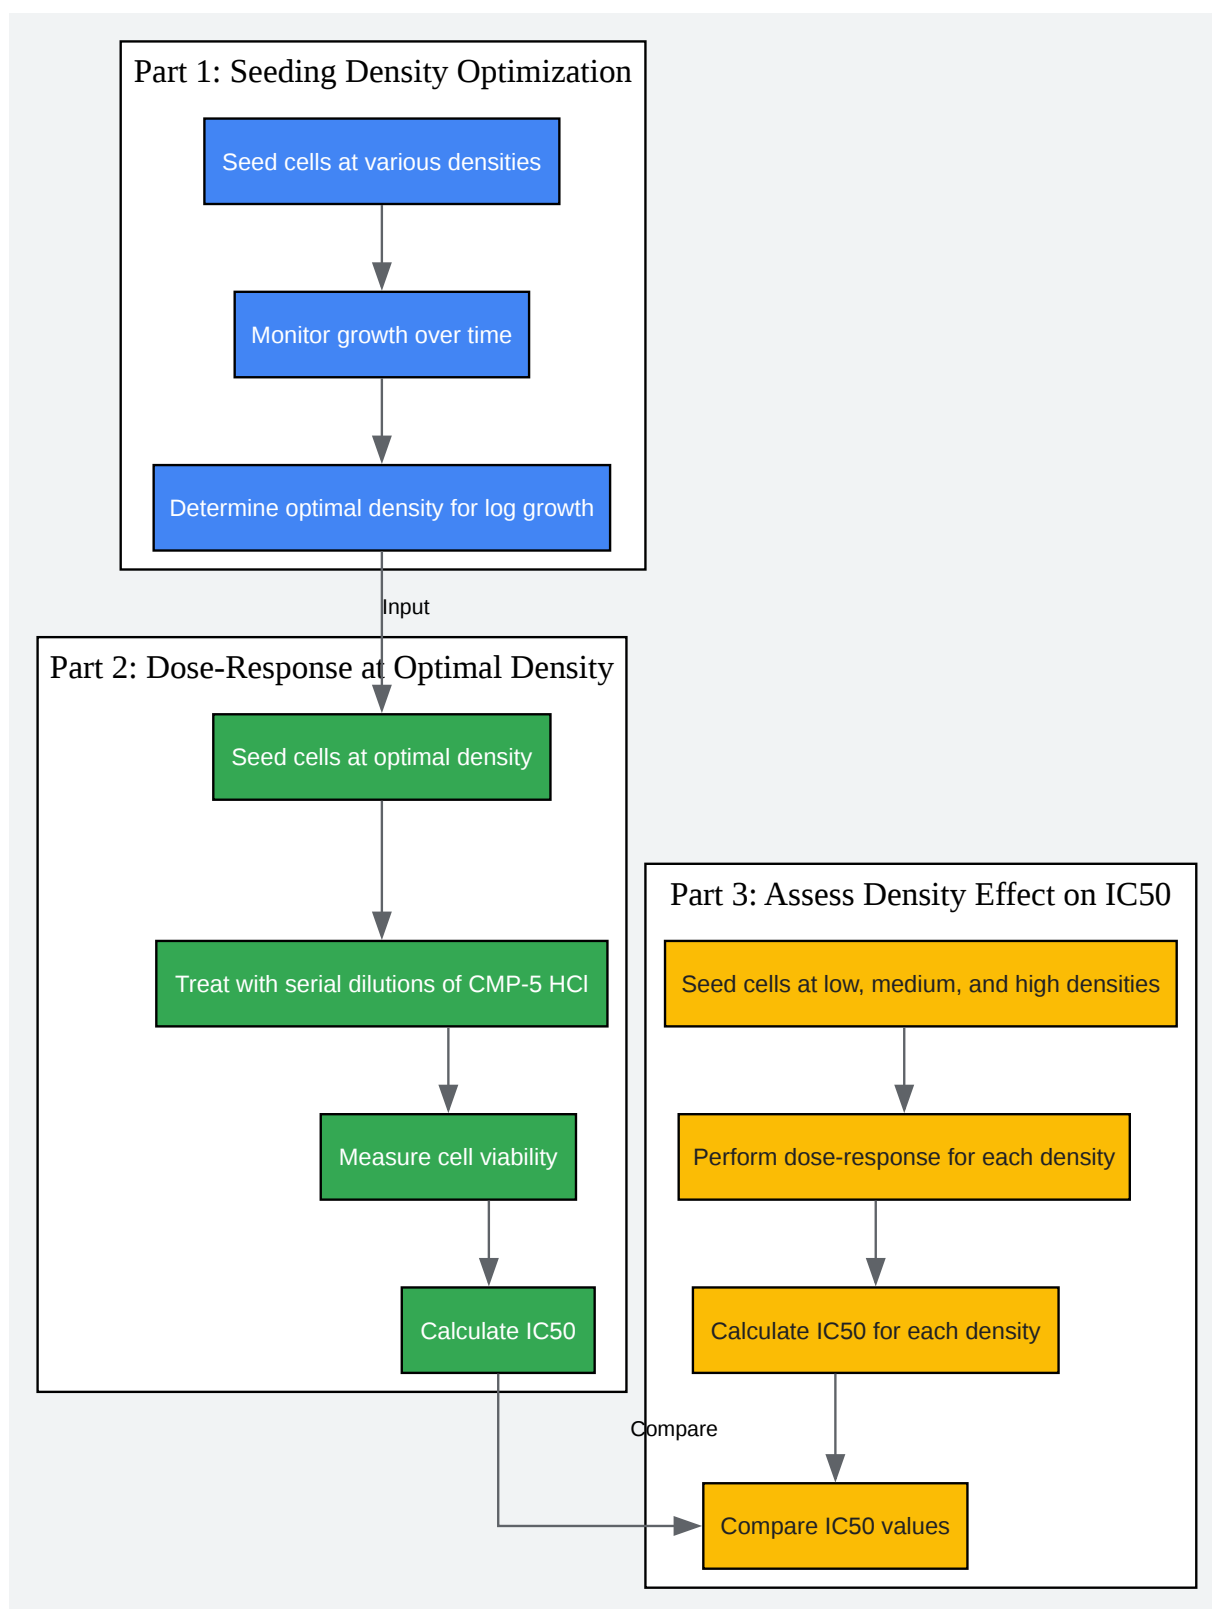 Part 1: Seeding Density Optimization
Seed cells at various densities
Monitor growth over time
Determine optimal density for log growth
Input
Part 2: Dose-Response at Optimal Density
Seed cells at optimal density
Treat with serial dilutions of CMP-5 HCl
Measure cell viability
Calculate IC50
Part 3: Assess Density Effect on IC50
Seed cells at low, medium, and high densities
Perform dose-response for each density
Calculate IC50 for each density
Compare
Compare IC50 values